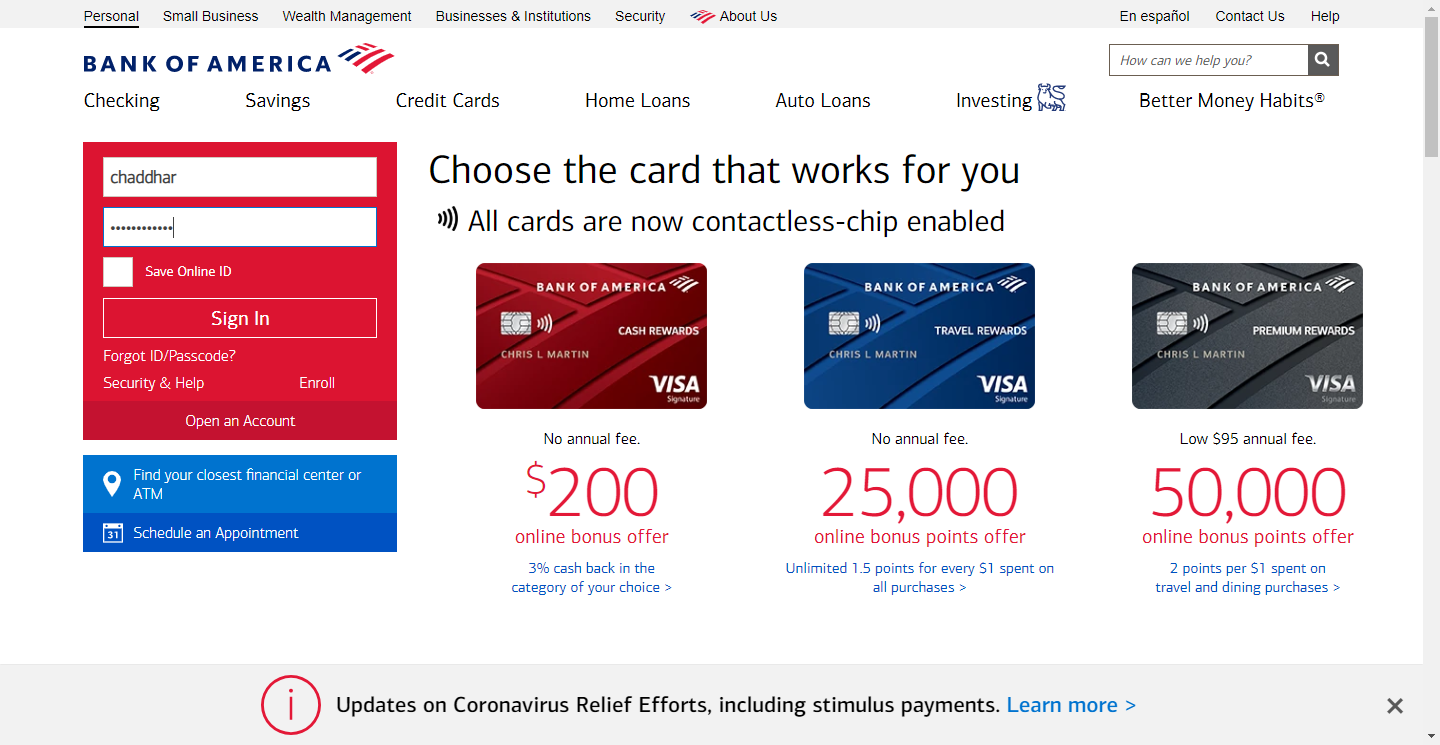 Personal
Small Business
Wealth Management
Businesses & Institutions
Security
About Us
En español
Contact Us
Help
BANK OF AMERICA
How can we help you?
Checking
Savings
Credit Cards
Home Loans
Auto Loans
Investing
Better Money Habits®
chaddhar
••••••••••••
Save Online ID
Sign In
Forgot ID/Passcode?
Security & Help
Enroll
Open an Account
Find your closest financial center or
ATM
31
Schedule an Appointment
Choose the card that works for you
All cards are now contactless-chip enabled
BANK OF AMERICA
CASH REWARDS
CHRIS L MARTIN
VISA
Signature
No annual fee.
$200
online bonus offer
3% cash back in the
category of your choice >
BANK OF AMERICA
TRAVEL REWARDS
CHRIS L MARTIN
VISA
Signature
No annual fee.
25,000
online bonus points offer
Unlimited 1.5 points for every $1 spent on
all purchases >
BANK OF AMERICA
PREMIUM REWARDS
CHRIS L MARTIN
VISA
Signature
Low $95 annual fee.
50,000
online bonus points offer
2 points per $1 spent on
travel and dining purchases >
Updates on Coronavirus Relief Efforts, including stimulus payments. Learn more >